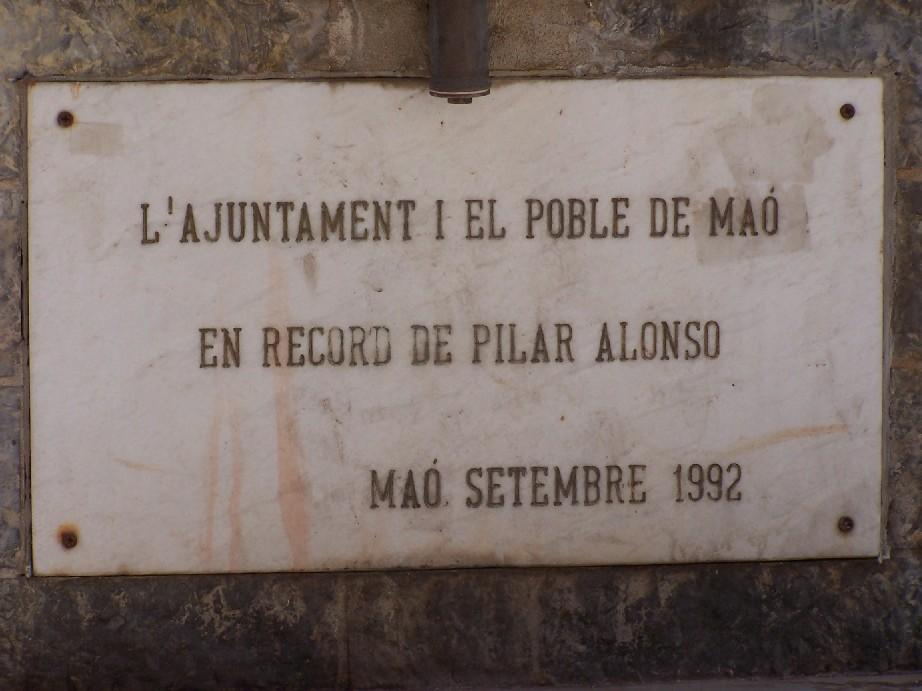 L'AJUNTAMENT I EL POBLE DE MAÓ
EN RECORD DE PILAR ALONSO
MAÓ, SETEMBRE 1992